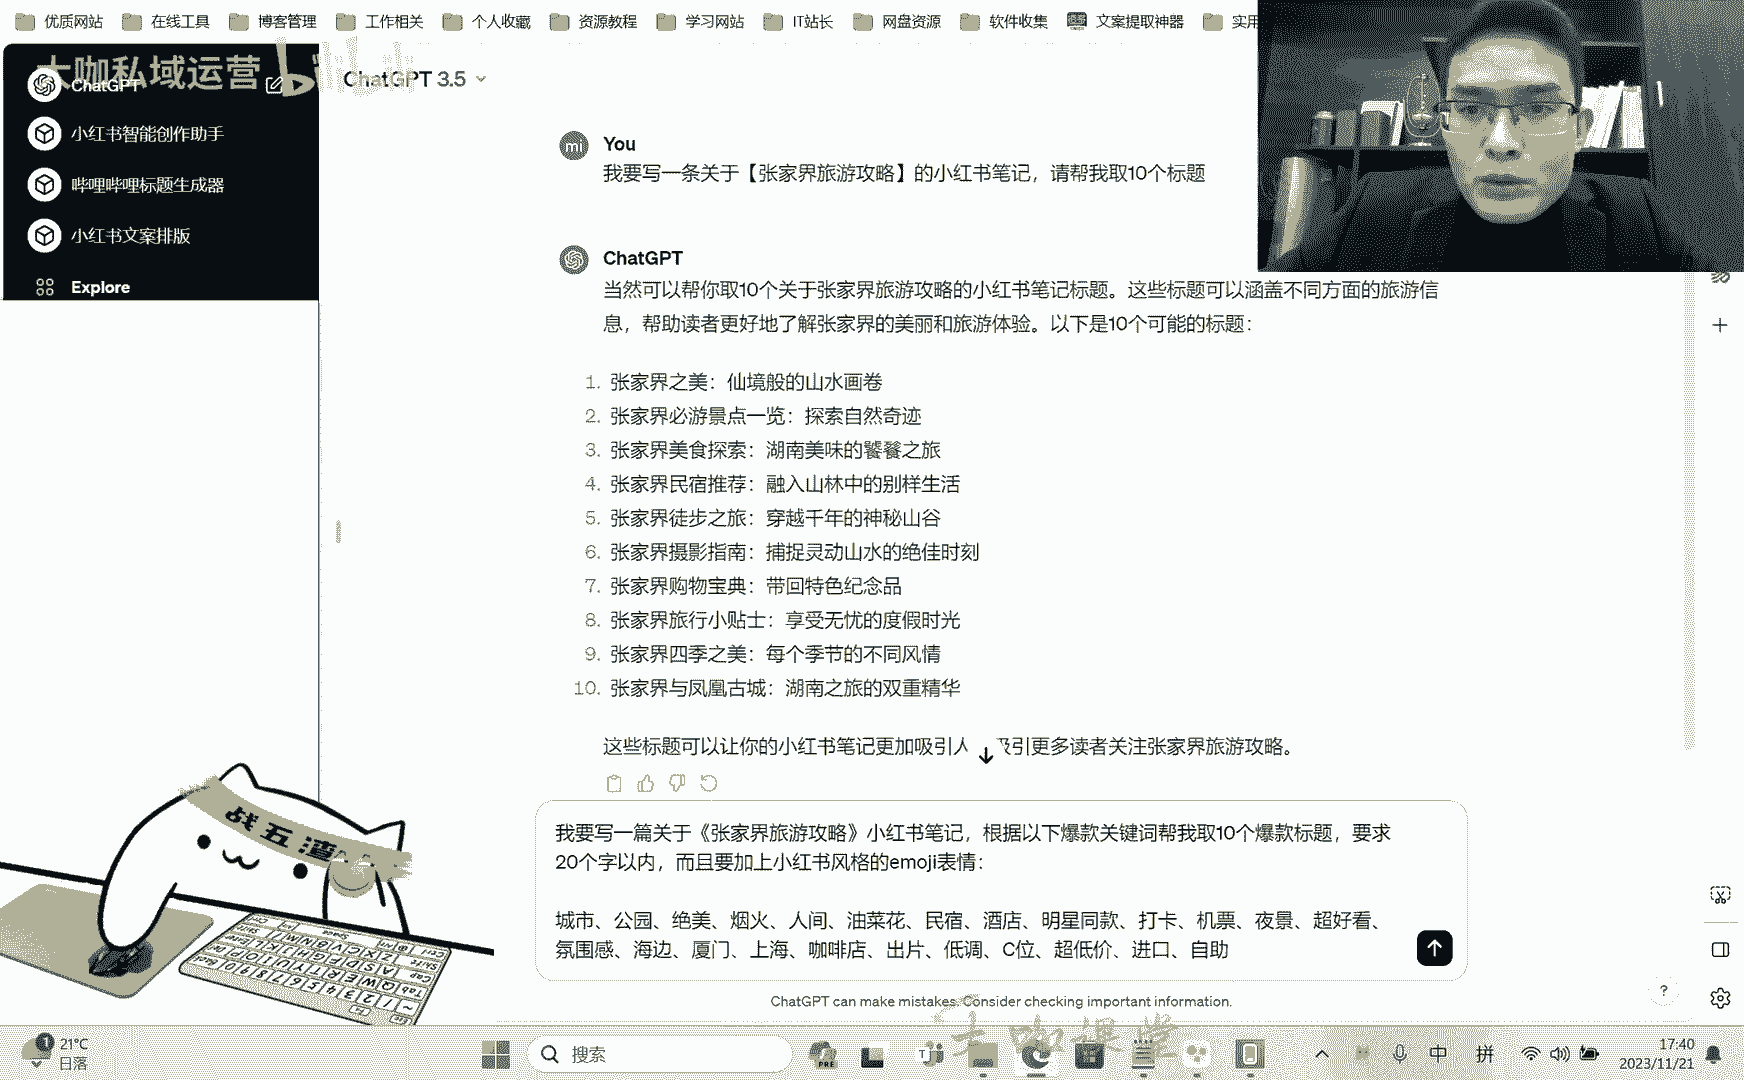 优质网站 在线工具 博客管理 工作相关 个人收藏 资源教程 学习网站 IT站长 网盘资源 软件收集 文案提取神器 实用
大咖私域运营 bilibili
ChatGPT
ChatGPT 3.5
小红书智能创作助手
哔哩哔哩标题生成器
小红书文案排版
Explore
mi
You
我要写一条关于【张家界旅游攻略】的小红书笔记，请帮我取10个标题
ChatGPT
当然可以帮你取10个关于张家界旅游攻略的小红书笔记标题。这些标题可以涵盖不同方面的旅游信
息，帮助读者更好地了解张家界的美丽和旅游体验。以下是10个可能的标题：
1. 张家界之美：仙境般的山水画卷
2. 张家界必游景点一览：探索自然奇迹
3. 张家界美食探索：湖南美味的饕餮之旅
4. 张家界民宿推荐：融入山林中的别样生活
5. 张家界徒步之旅：穿越千年的神秘山谷
6. 张家界摄影指南：捕捉灵动山水的绝佳时刻
7. 张家界购物宝典：带回特色纪念品
8. 张家界旅行小贴士：享受无忧的度假时光
9. 张家界四季之美：每个季节的不同风情
10. 张家界与凤凰古城：湖南之旅的双重精华
这些标题可以让你的小红书笔记更加吸引人 吸引更多读者关注张家界旅游攻略。
我要写一篇关于《张家界旅游攻略》小红书笔记，根据以下爆款关键词帮我取10个爆款标题，要求
20个字以内，而且要加上小红书风格的emoji表情：
城市、公园、绝美、烟火、人间、油菜花、民宿、酒店、明星同款、打卡、机票、夜景、超好看、
氛围感、海边、厦门、上海、咖啡店、出片、低调、C位、超低价、进口、自助
ChatGPT can make mistakes. Consider checking important information.
?
战五渣
大咖课堂
1
21°C
日落
搜索
PRE
中
拼
17:40
2023/11/21